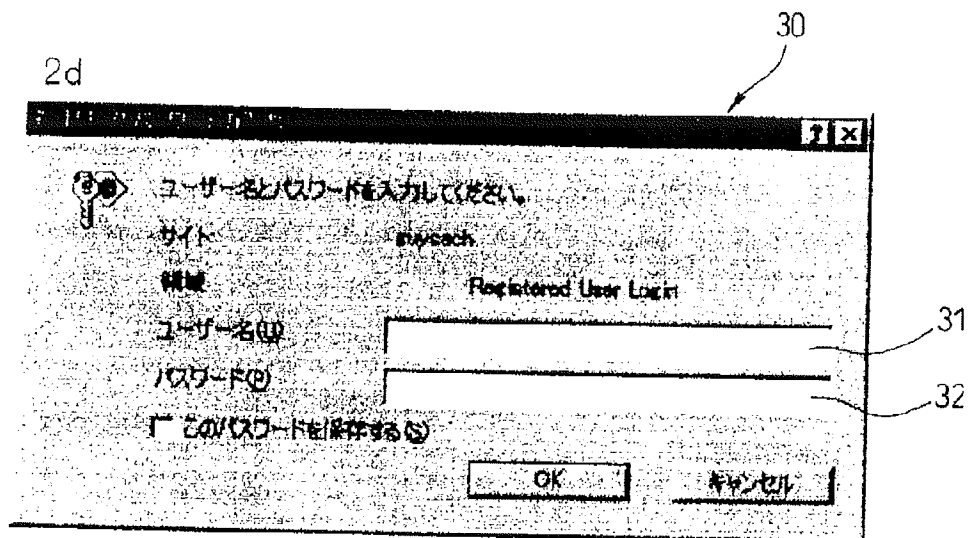 30
2d
ユーザー名とパスワードを入力してください。
サイト
領域 Registered User Login
ユーザー名(U)
31
パスワード(P)
32
このパスワードを保存する(S)
OK キャンセル